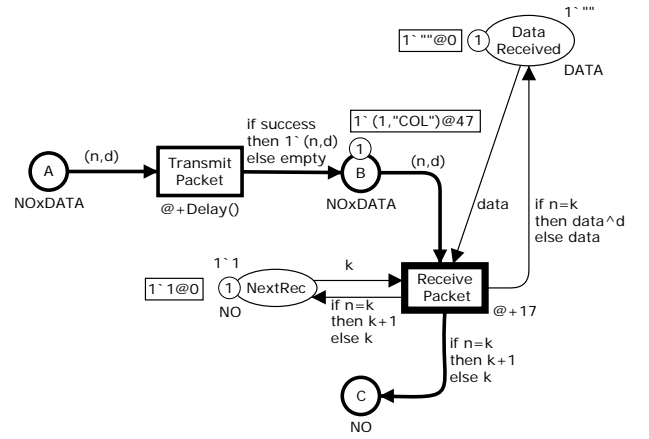 1`""
1`""@0
1
Data
Received
DATA
if success
then 1`(n,d)
else empty
1`(1,"COL")@47
1
A
(n,d)
Transmit
Packet
B
(n,d)
NOxDATA
@+Delay()
NOxDATA
data
if n=k
then data^d
else data
1`1
1`1@0
1
NextRec
NO
k
if n=k
then k+1
else k
Receive
Packet
@+17
if n=k
then k+1
else k
C
NO